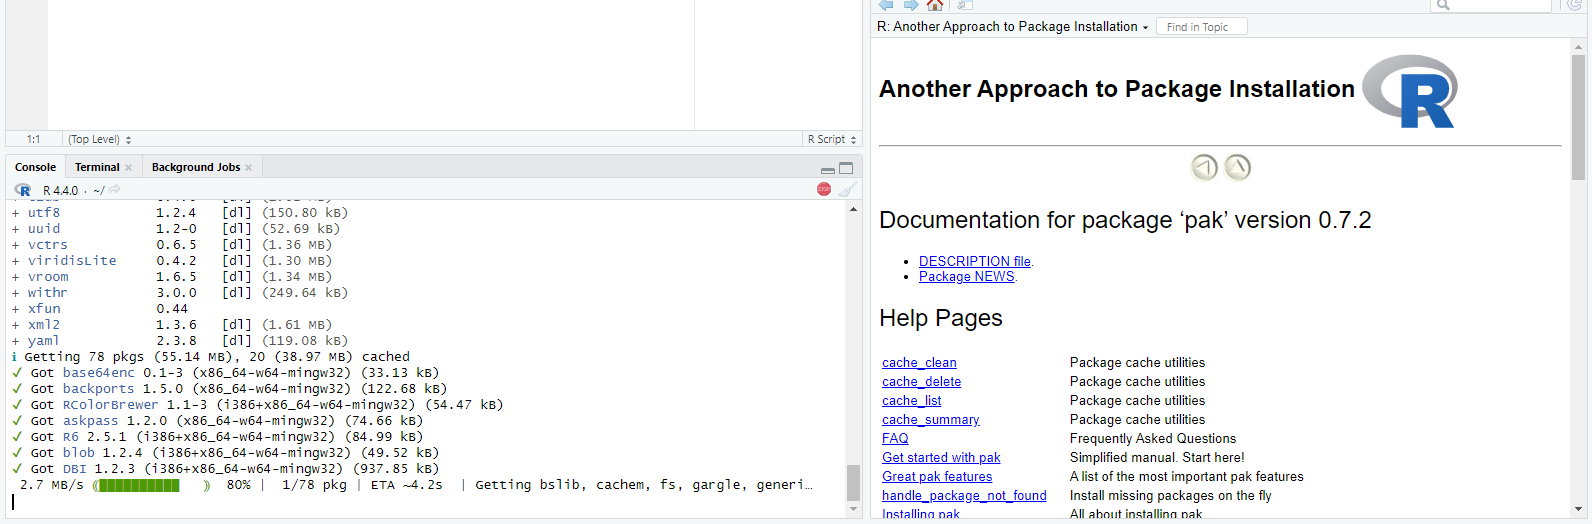 1:1 (Top Level) R Script
Console Terminal Background Jobs
R 4.4.0 · ~/
+ utf8 1.2.4 [dl] (150.80 kB)
+ uuid 1.2-0 [dl] (52.69 kB)
+ vctrs 0.6.5 [dl] (1.36 MB)
+ viridisLite 0.4.2 [dl] (1.30 MB)
+ vroom 1.6.5 [dl] (1.34 MB)
+ withr 3.0.0 [dl] (249.64 kB)
+ xfun 0.44
+ xml2 1.3.6 [dl] (1.61 MB)
+ yaml 2.3.8 [dl] (119.08 kB)
ℹ Getting 78 pkgs (55.14 MB), 20 (38.97 MB) cached
✔ Got base64enc 0.1-3 (x86_64-w64-mingw32) (33.13 kB)
✔ Got backports 1.5.0 (x86_64-w64-mingw32) (122.68 kB)
✔ Got RColorBrewer 1.1-3 (i386+x86_64-w64-mingw32) (54.47 kB)
✔ Got askpass 1.2.0 (x86_64-w64-mingw32) (74.66 kB)
✔ Got R6 2.5.1 (i386+x86_64-w64-mingw32) (84.99 kB)
✔ Got blob 1.2.4 (i386+x86_64-w64-mingw32) (49.52 kB)
✔ Got DBI 1.2.3 (i386+x86_64-w64-mingw32) (937.85 kB)
2.7 MB/s 80% | 1/78 pkg | ETA ~4.2s | Getting bslib, cachem, fs, gargle, generi…
R: Another Approach to Package Installation Find in Topic
Another Approach to Package Installation R
Documentation for package ‘pak’ version 0.7.2
• DESCRIPTION file.
• Package NEWS.
Help Pages
cache_clean Package cache utilities
cache_delete Package cache utilities
cache_list Package cache utilities
cache_summary Package cache utilities
FAQ Frequently Asked Questions
Get started with pak Simplified manual. Start here!
Great pak features A list of the most important pak features
handle_package_not_found Install missing packages on the fly
Installing pak All about installing pak